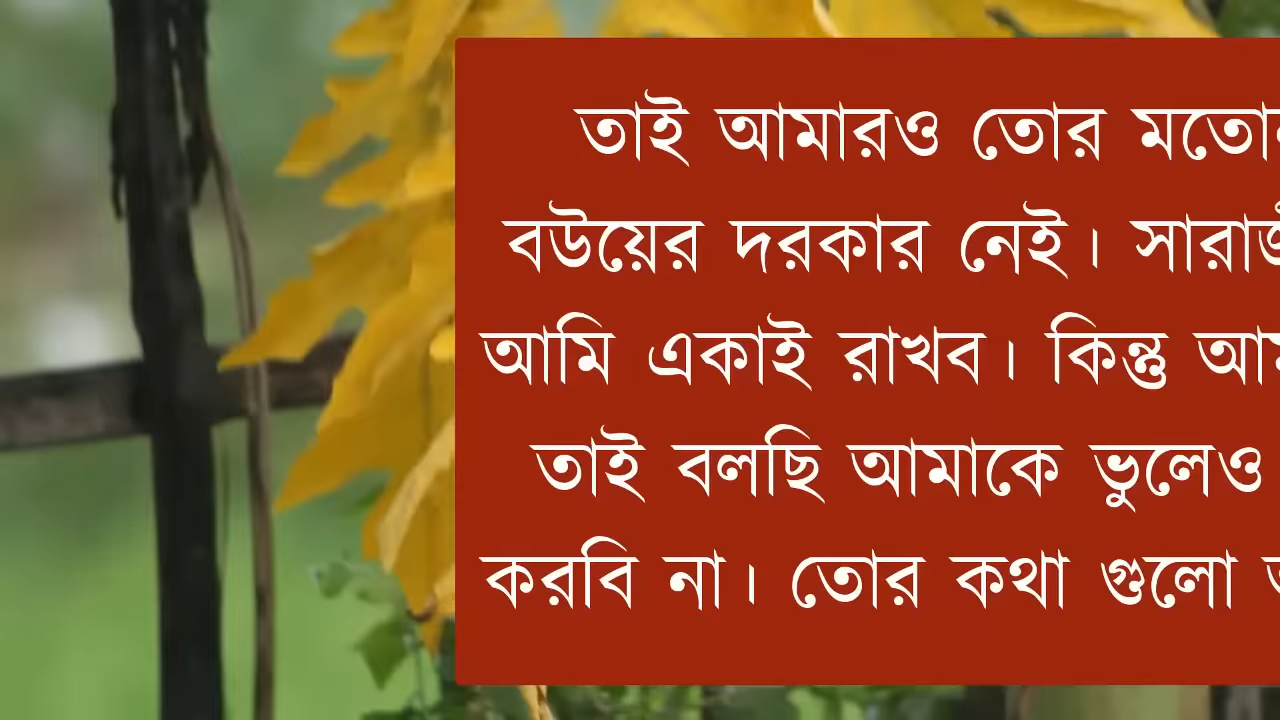 তাই আমারও তোর মতো
বউয়ের দরকার নেই। সারা
আমি একাই রাখব। কিন্তু
তাই বলছি আমাকে ভুলেও
করবি না। তোর কথা গুলো